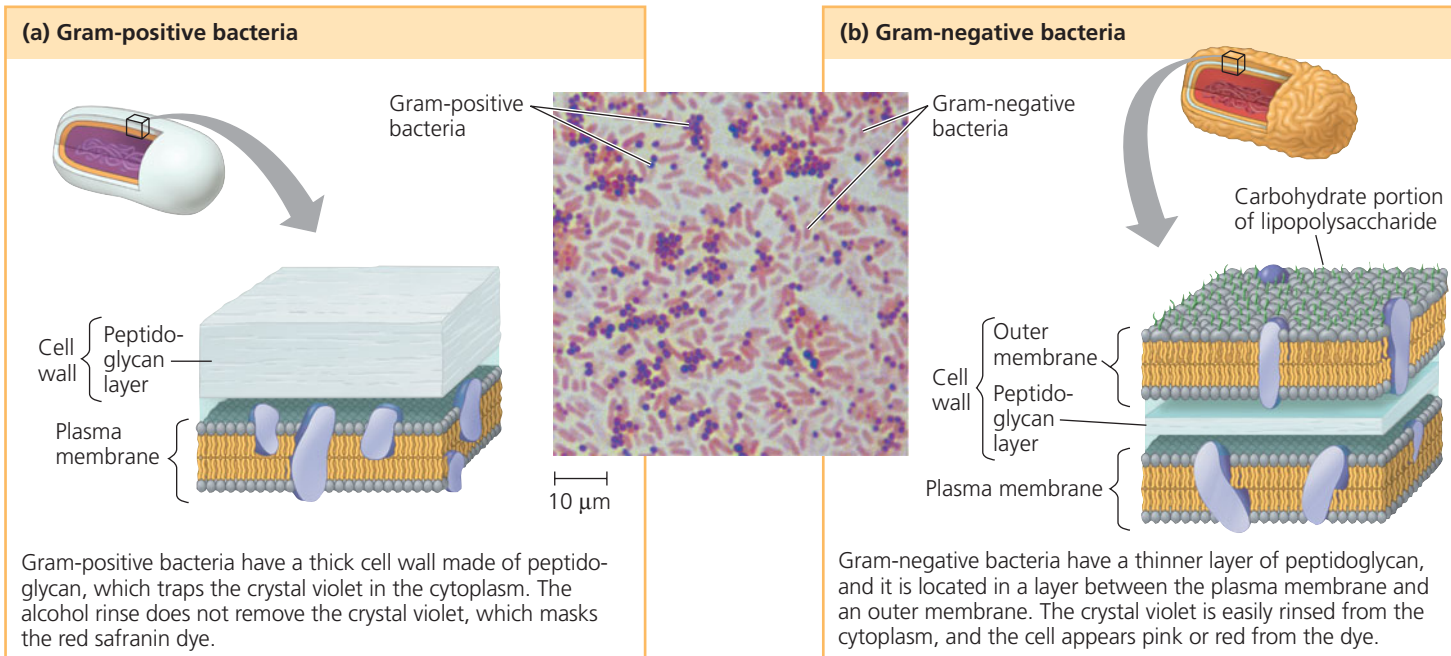 (a) Gram-positive bacteria
Gram-positive
bacteria
Cell
wall
Peptido-
glycan
layer
Plasma
membrane
10 μm
Gram-positive bacteria have a thick cell wall made of peptido-
glycan, which traps the crystal violet in the cytoplasm. The
alcohol rinse does not remove the crystal violet, which masks
the red safranin dye.
(b) Gram-negative bacteria
Gram-negative
bacteria
Carbohydrate portion
of lipopolysaccharide
Cell
wall
Outer
membrane
Peptido-
glycan
layer
Plasma membrane
Gram-negative bacteria have a thinner layer of peptidoglycan,
and it is located in a layer between the plasma membrane and
an outer membrane. The crystal violet is easily rinsed from the
cytoplasm, and the cell appears pink or red from the dye.